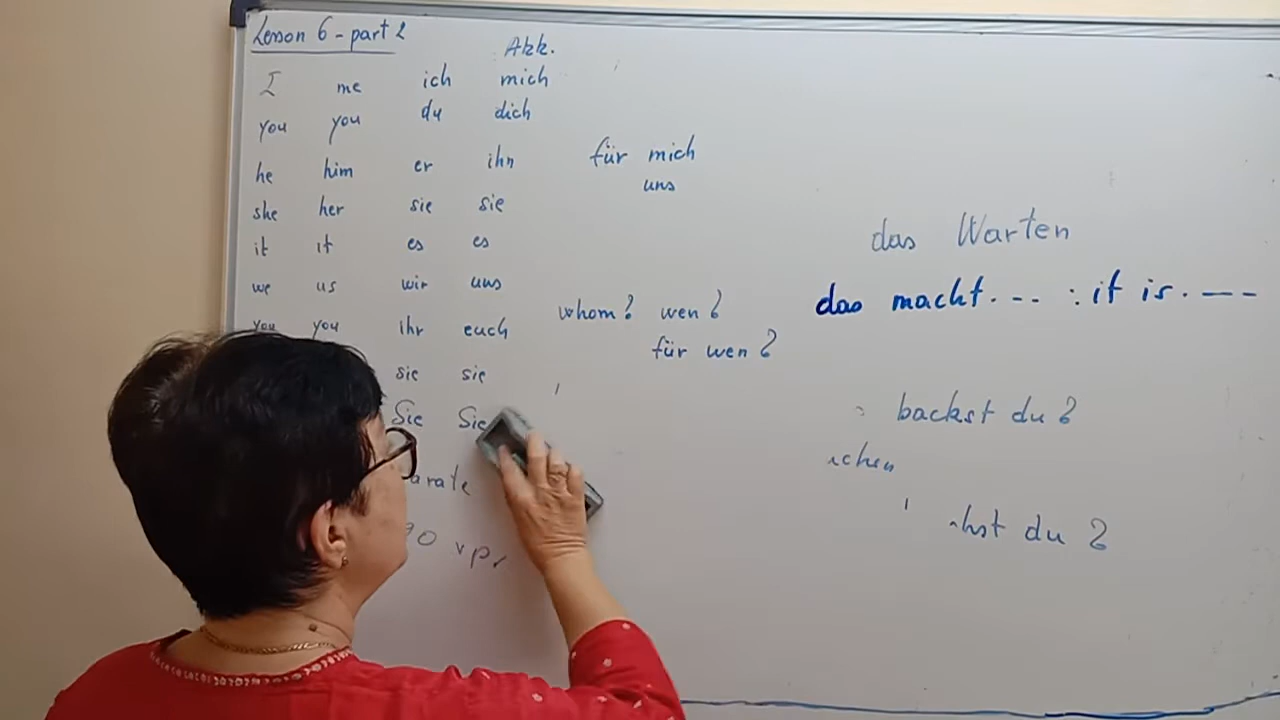 Lesson 6 - part 2
Akk.
I me ich mich
you you du dich
he him er ihn
she her sie sie
it it es es
we us wir uns
you you ihr euch
sie sie
Sie Sie
für mich
uns
whom? wen?
für wen?
das Warten
das macht... : it is. ---
backst du?
du?